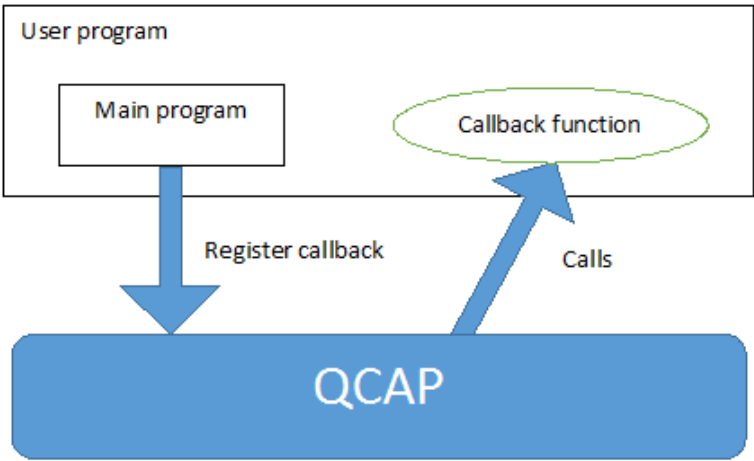 User program
Main program
Callback function
Register callback
Calls
QCAP